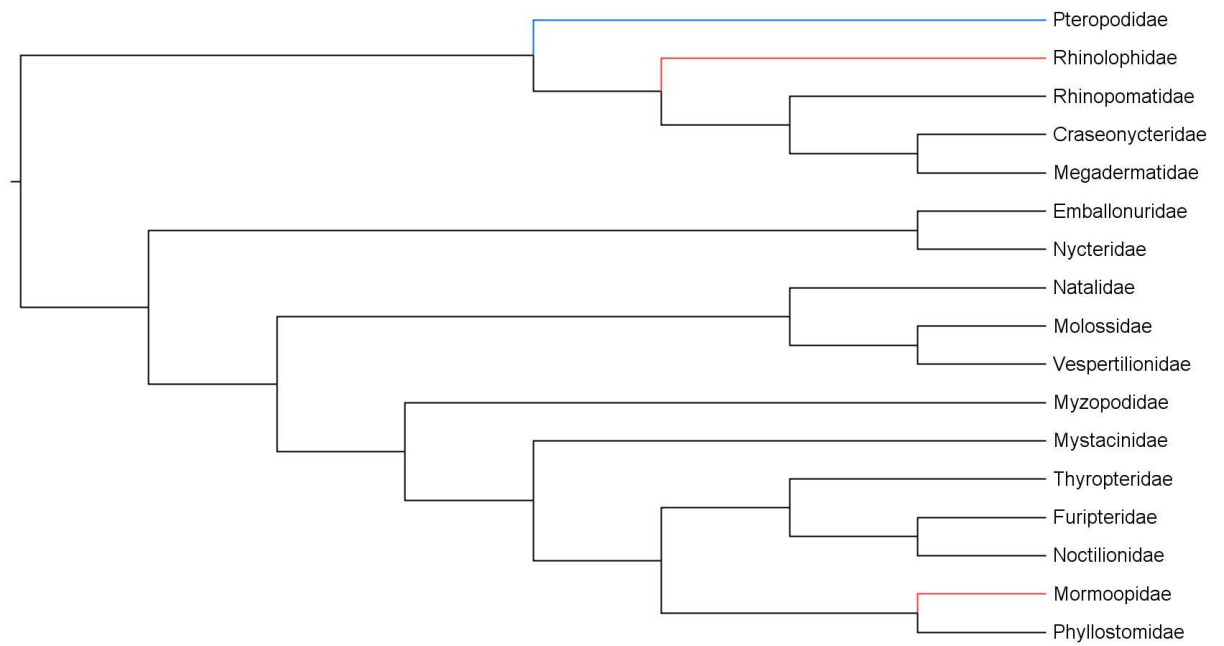 Pteropodidae
Rhinolophidae
Rhinopomatidae
Craseonycteridae
Megadermatidae
Emballonuridae
Nycteridae
Natalidae
Molossidae
Vespertilionidae
Myzopodidae
Mystacinidae
Thyropteridae
Furipteridae
Noctilionidae
Mormoopidae
Phyllostomidae